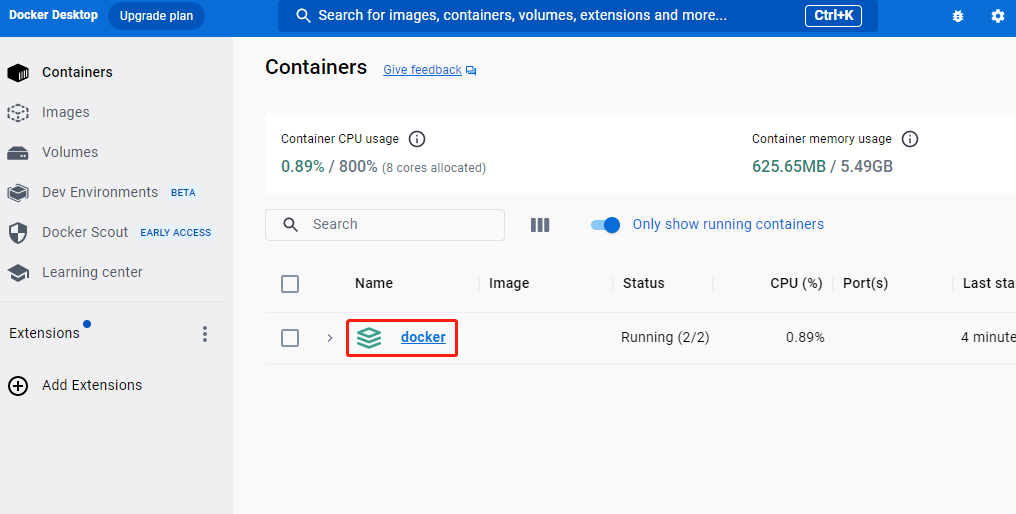 Docker Desktop Upgrade plan Search for images, containers, volumes, extensions and more... Ctrl+K
Containers
Images
Volumes
Dev Environments BETA
Docker Scout EARLY ACCESS
Learning center
Extensions
Add Extensions
Containers Give feedback
Container CPU usage
0.89% / 800% (8 cores allocated)
Container memory usage
625.65MB / 5.49GB
Search Only show running containers
Name Image Status CPU (%) Port(s) Last sta
docker Running (2/2) 0.89% 4 minute